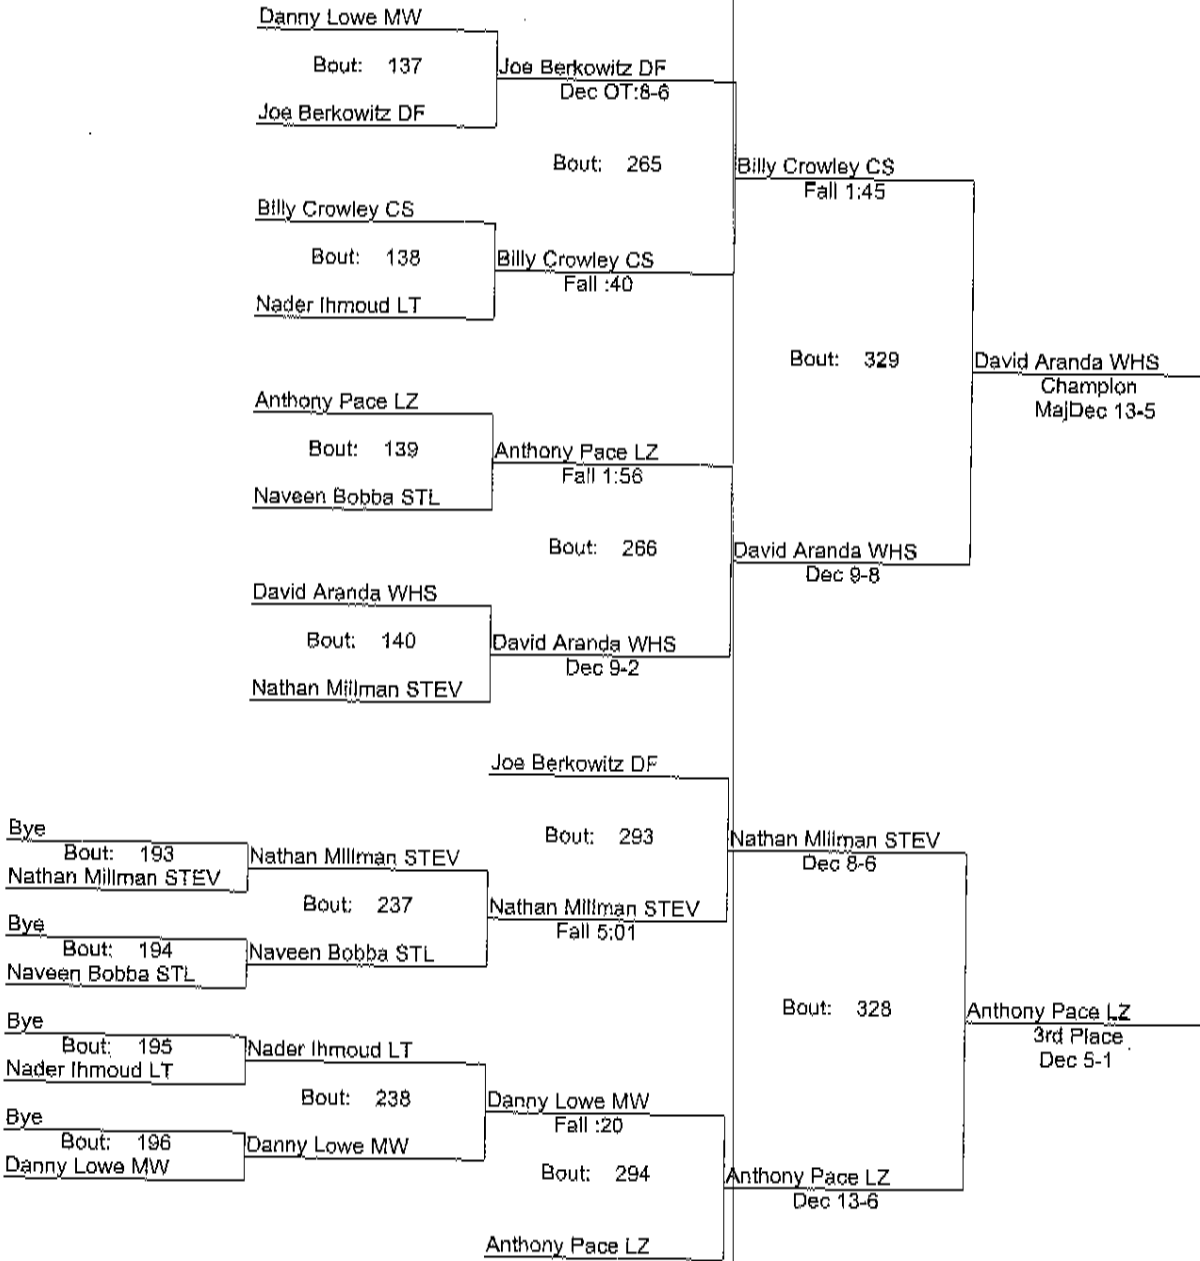 Danny Lowe MW
Bout: 137
Joe Berkowitz DF
Dec OT:8-6
Joe Berkowitz DF
Bout: 265
Billy Crowley CS
Fall 1:45
Billy Crowley CS
Bout: 138
Billy Crowley CS
Fall :40
Nader Ihmoud LT
Bout: 329
David Aranda WHS
Champion
MajDec 13-5
Anthony Pace LZ
Bout: 139
Anthony Pace LZ
Fall 1:56
Naveen Bobba STL
Bout: 266
David Aranda WHS
Dec 9-8
David Aranda WHS
Bout: 140
David Aranda WHS
Dec 9-2
Nathan Millman STEV
Joe Berkowitz DF
Bout: 293
Nathan Millman STEV
Dec 8-6
Bye
Bout: 193
Nathan Millman STEV
Nathan Millman STEV
Bout: 237
Nathan Millman STEV
Fall 5:01
Bye
Bout: 194
Naveen Bobba STL
Naveen Bobba STL
Bout: 328
Anthony Pace LZ
3rd Place
Dec 5-1
Bye
Bout: 195
Nader Ihmoud LT
Nader Ihmoud LT
Bout: 238
Danny Lowe MW
Fall :20
Bye
Bout: 196
Danny Lowe MW
Danny Lowe MW
Bout: 294
Anthony Pace LZ
Dec 13-6
Anthony Pace LZ